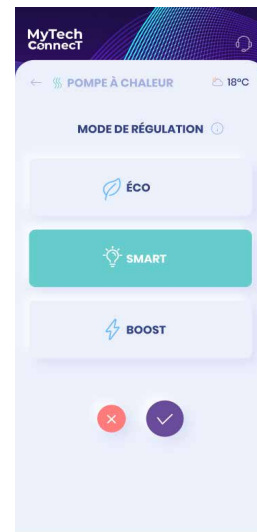 MyTech
ConnecT
POMPE À CHALEUR 18°C
MODE DE RÉGULATION
ÉCO
SMART
BOOST